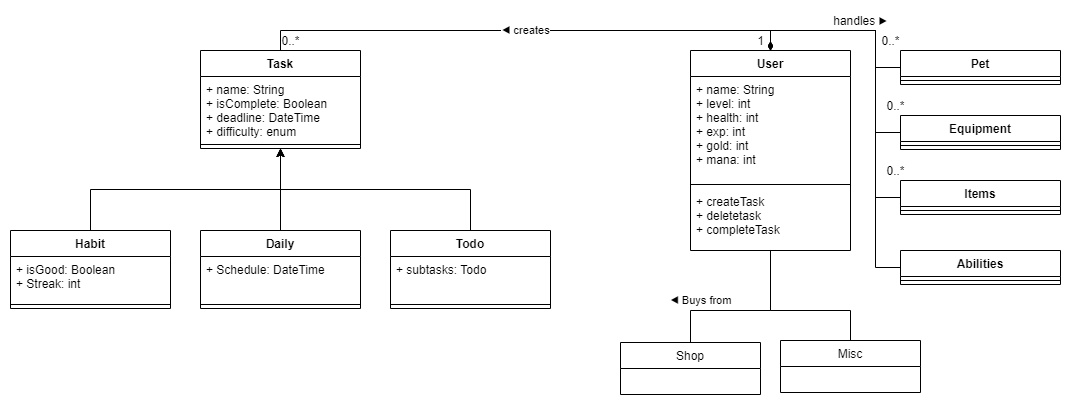 handles ►
◄ creates
0..*
1
0..*
Task
+ name: String
+ isComplete: Boolean
+ deadline: DateTime
+ difficulty: enum
User
+ name: String
+ level: int
+ health: int
+ exp: int
+ gold: int
+ mana: int
+ createTask
+ deletetask
+ completeTask
Pet
0..*
Equipment
0..*
Items
Abilities
Habit
+ isGood: Boolean
+ Streak: int
Daily
+ Schedule: DateTime
Todo
+ subtasks: Todo
◄ Buys from
Shop
Misc